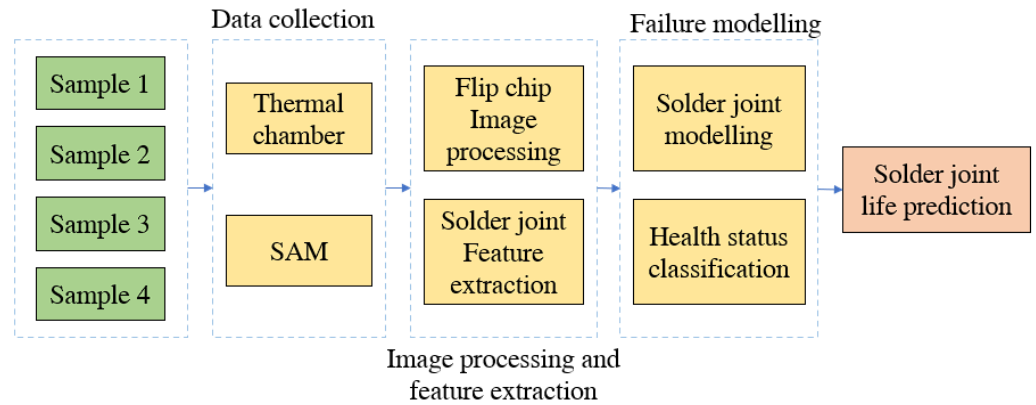 Data collection
Failure modelling
Sample 1
Sample 2
Sample 3
Sample 4
Thermal
chamber
SAM
Flip chip
Image
processing
Solder joint
Feature
extraction
Solder joint
modelling
Health status
classification
Solder joint
life prediction
Image processing and
feature extraction